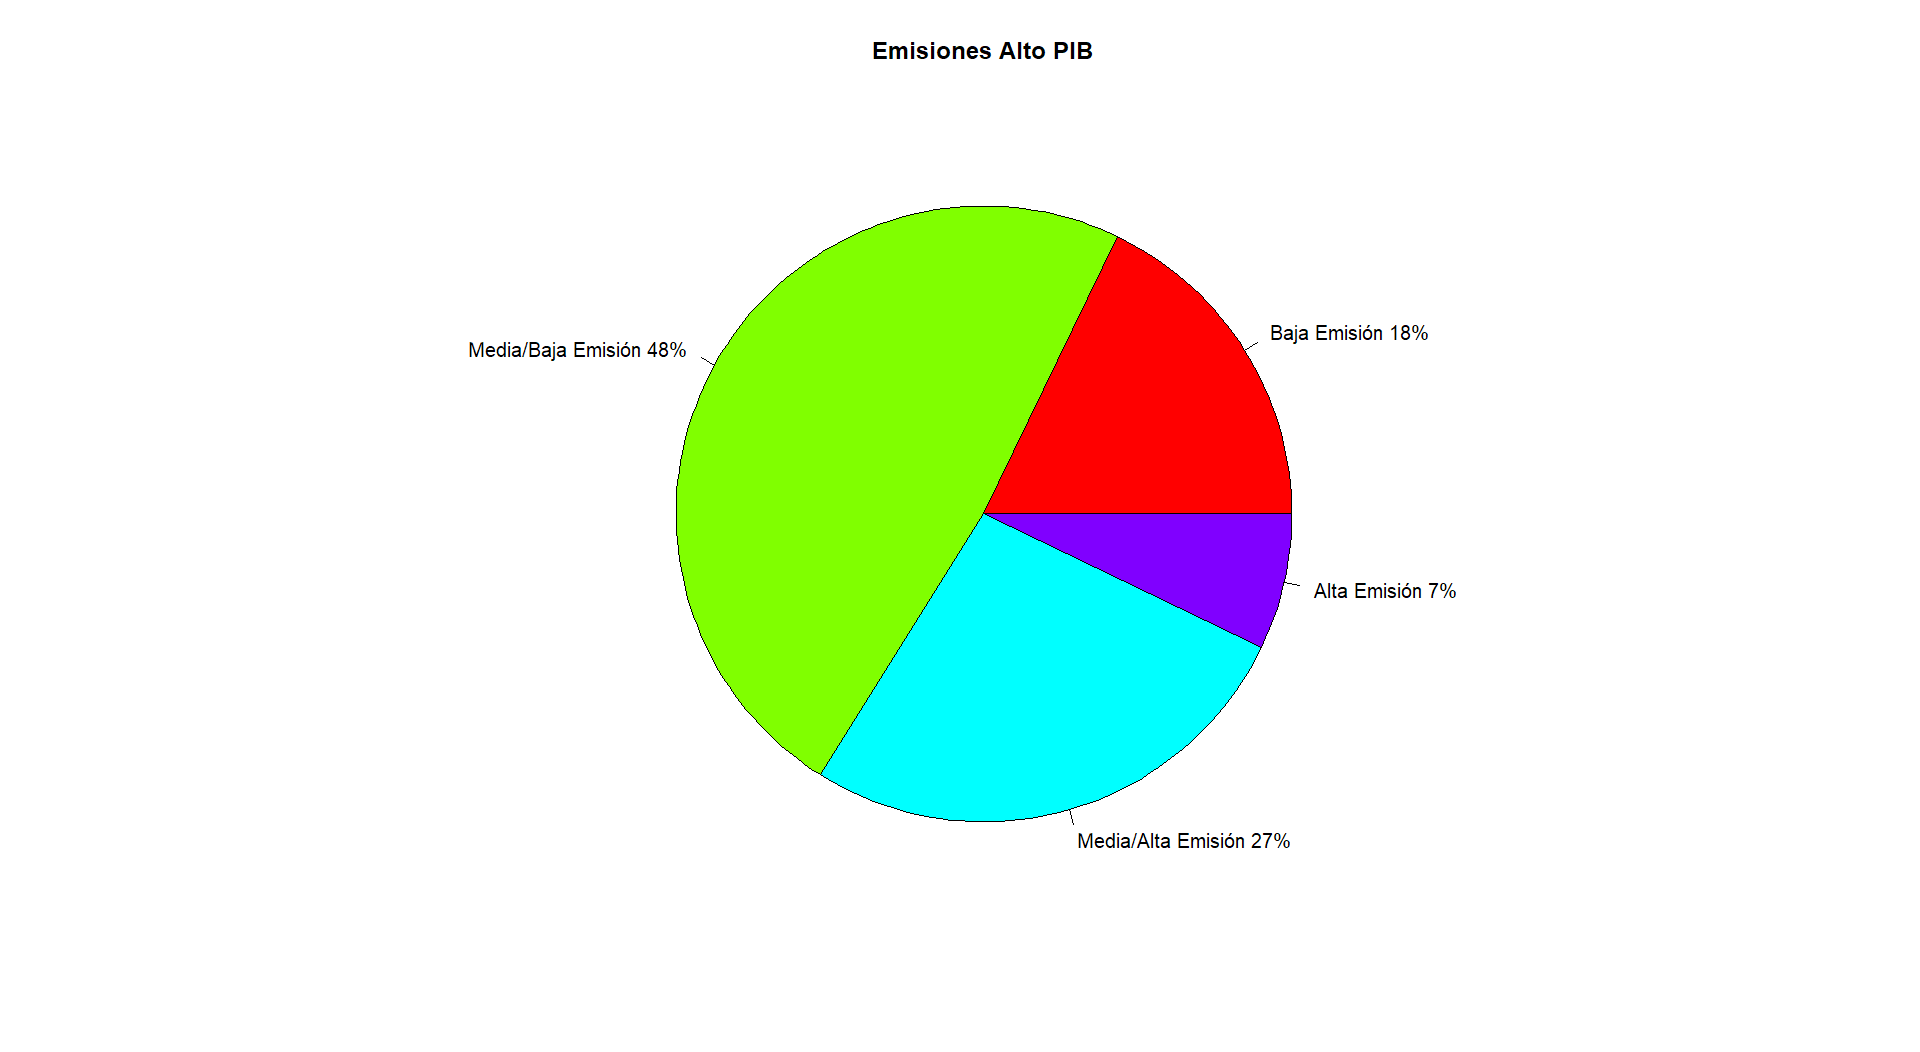 Emisiones Alto PIB
Baja Emisión 18%
Media/Baja Emisión 48%
Alta Emisión 7%
Media/Alta Emisión 27%